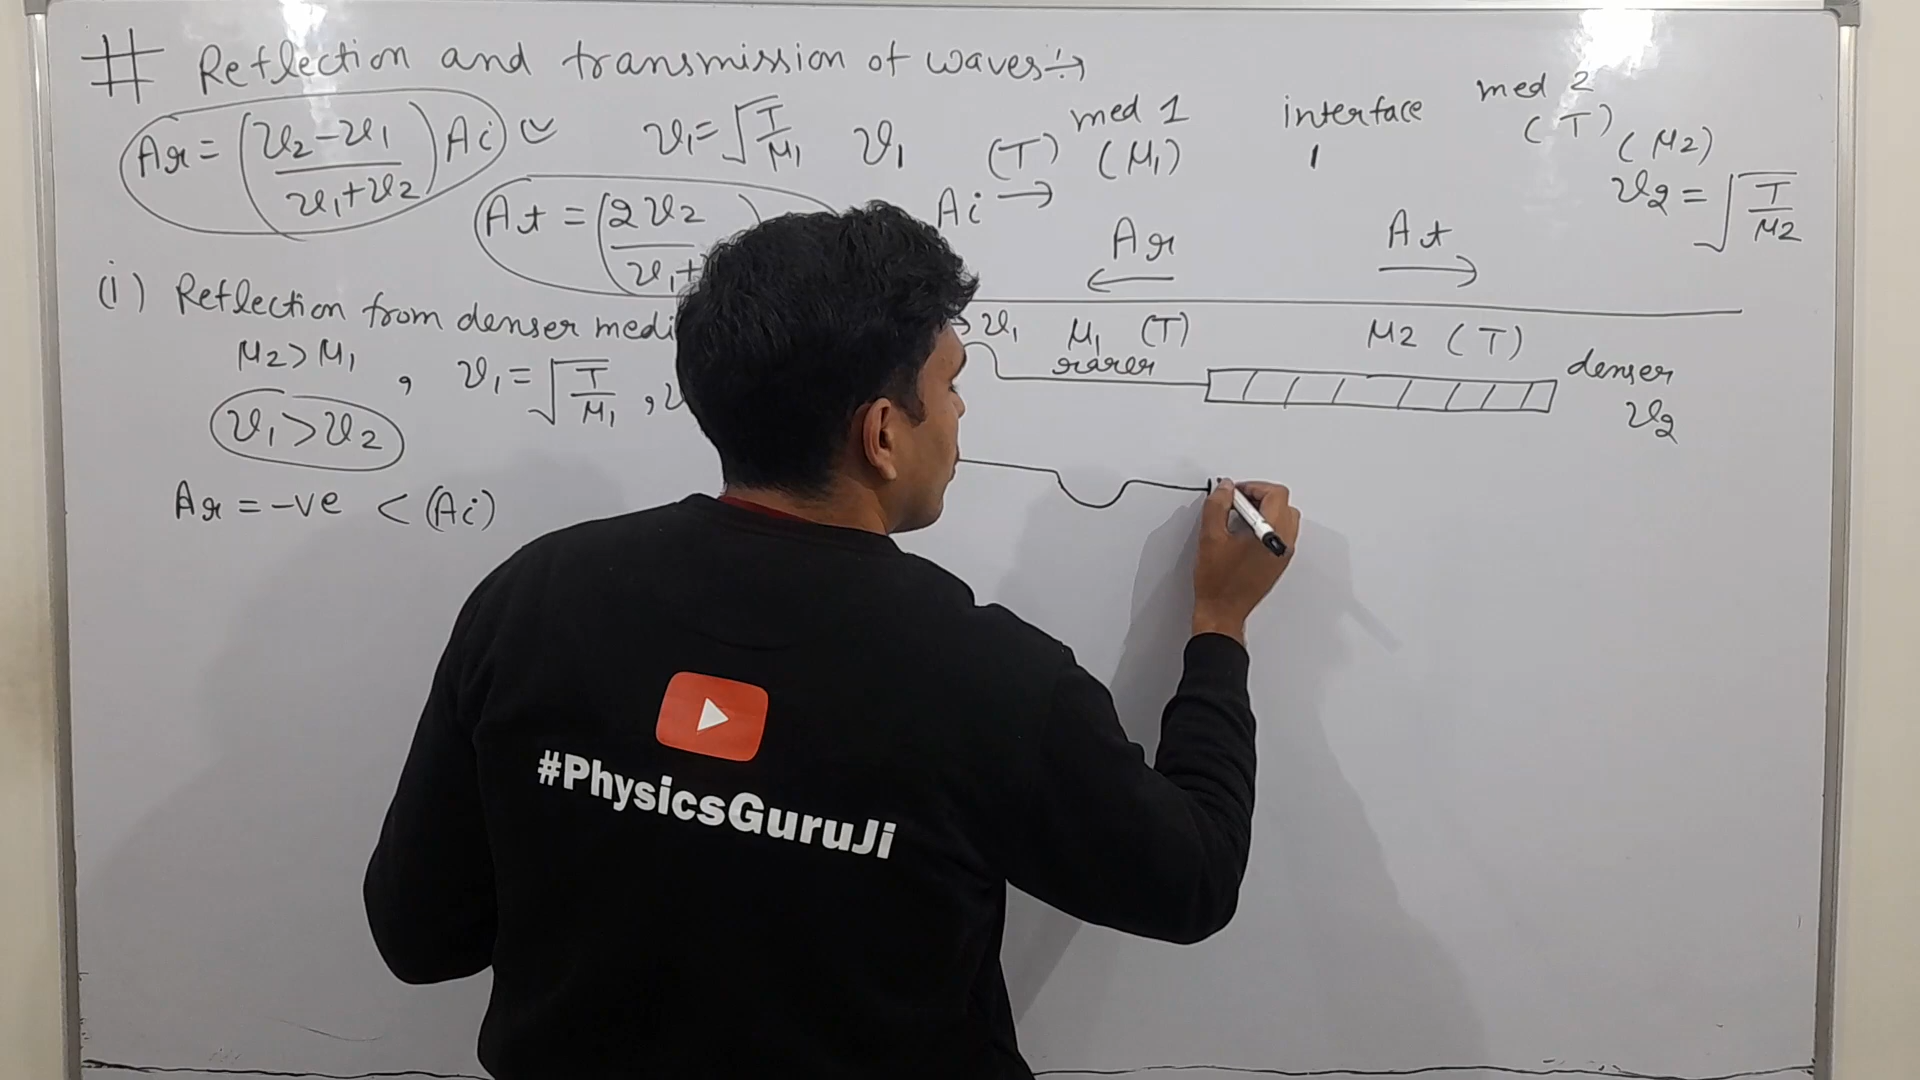 # Reflection and transmission of waves :→
Ar = (v2 - v1 / v1 + v2) Ai
v1 = √T/μ1 v1
(T) med 1 (μ1)
interface
med 2 (T) (μ2)
v2 = √T/μ2
At = (2v2 / v1+
Ai →
Ar ←
At →
(i) Reflection from denser medi
μ2 > μ1 , v1 = √T/μ1 ,
v1 > v2
Ar = -ve < (Ai)
v1 μ1 (T)
rarer
μ2 (T)
denser
v2
#PhysicsGuruJi